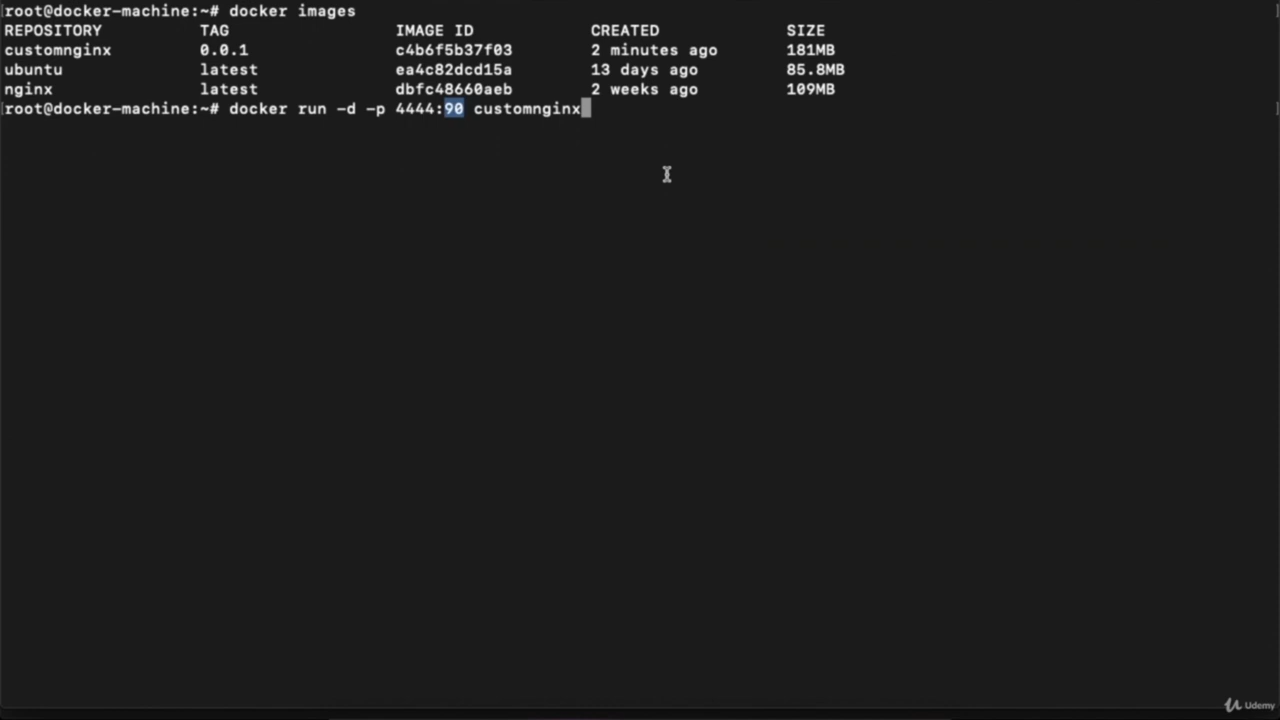 [root@docker-machine:~# docker images
REPOSITORY TAG IMAGE ID CREATED SIZE
customnginx 0.0.1 c4b6f5b37f03 2 minutes ago 181MB
ubuntu latest ea4c82dcd15a 13 days ago 85.8MB
nginx latest dbfc48660aeb 2 weeks ago 109MB
[root@docker-machine:~# docker run -d -p 4444:90 customnginx
Udemy